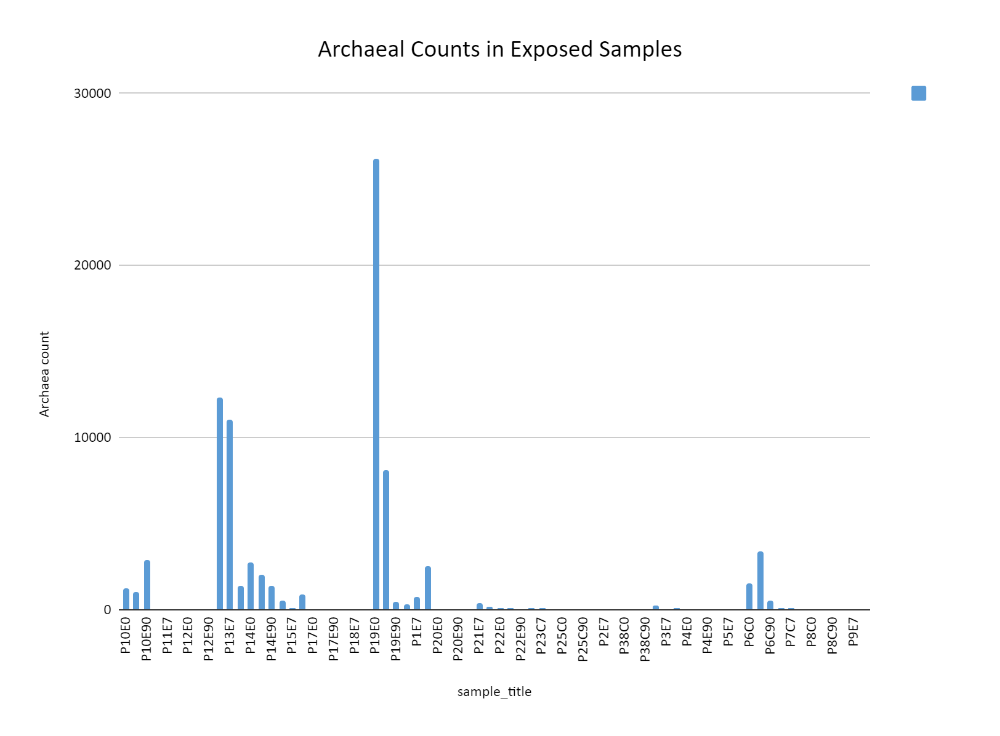 Archaeal Counts in Exposed Samples
30000
20000
10000
0
Archaea count
P10E0
P10E90
P11E7
P12E0
P12E90
P13E7
P14E0
P14E90
P15E7
P17E0
P17E90
P18E7
P19E0
P19E90
P1E7
P20E0
P20E90
P21E7
P22E0
P22E90
P23C7
P25C0
P25C90
P2E7
P38C0
P38C90
P3E7
P4E0
P4E90
P5E7
P6C0
P6C90
P7C7
P8C0
P8C90
P9E7
sample_title